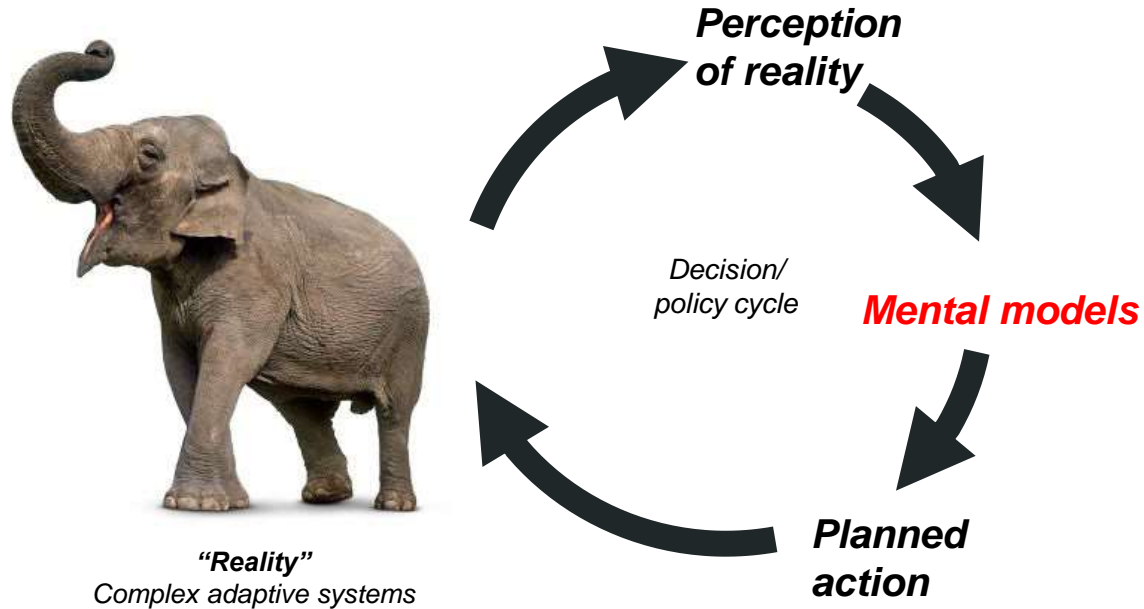 Perception
of reality
Decision/
policy cycle
Mental models
Planned
action
“Reality”
Complex adaptive systems